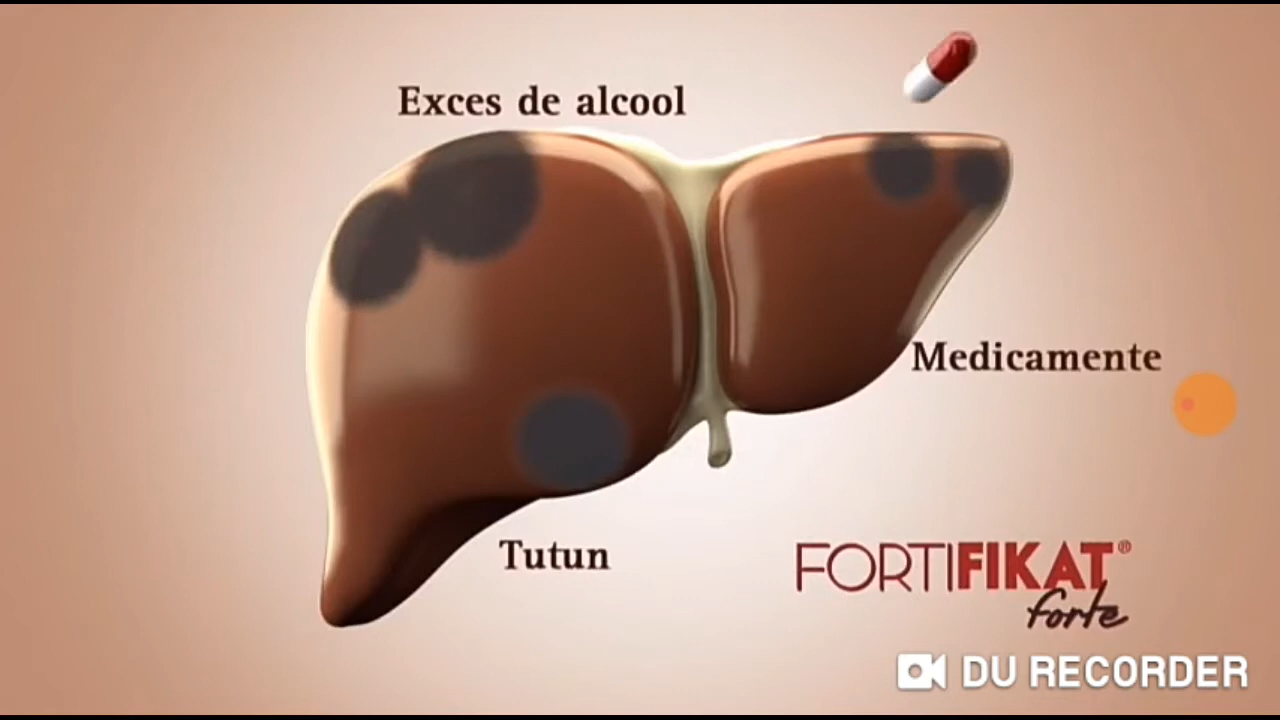 Exces de alcool
Medicamente
Tutun
FORTIFIKAT®
forte
DU RECORDER